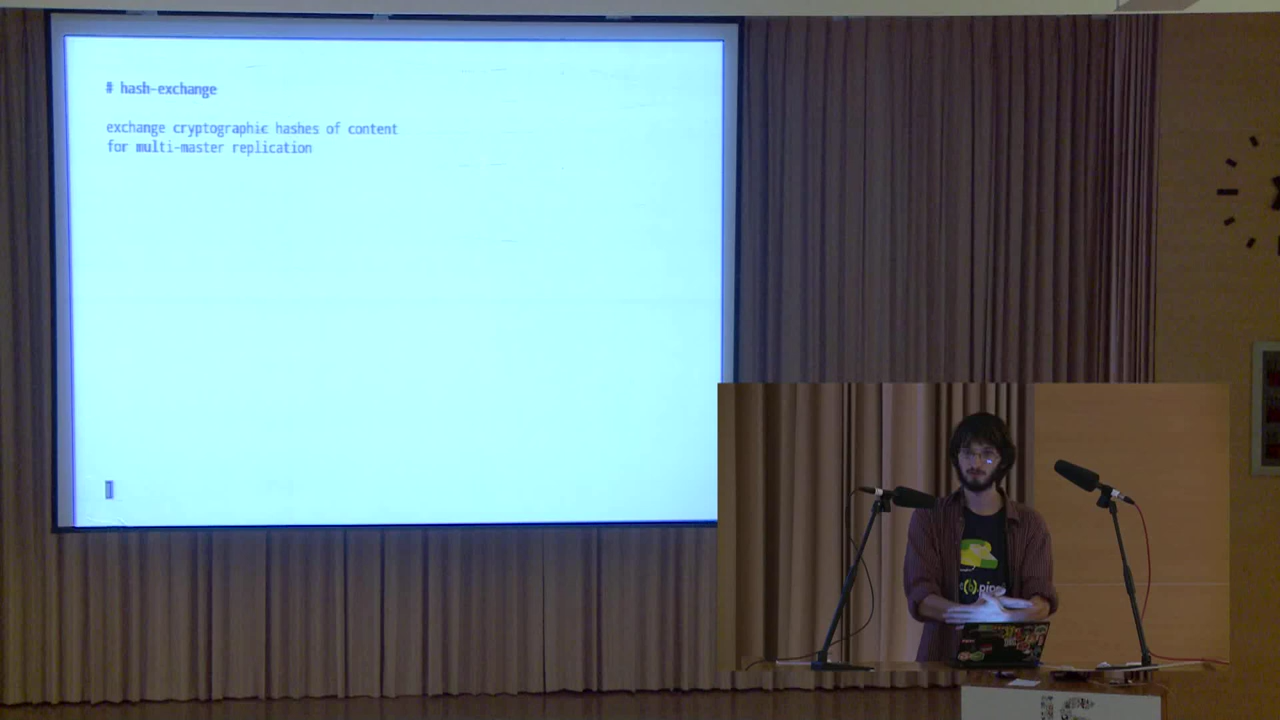 # hash-exchange
exchange cryptographic hashes of content
for multi-master replication